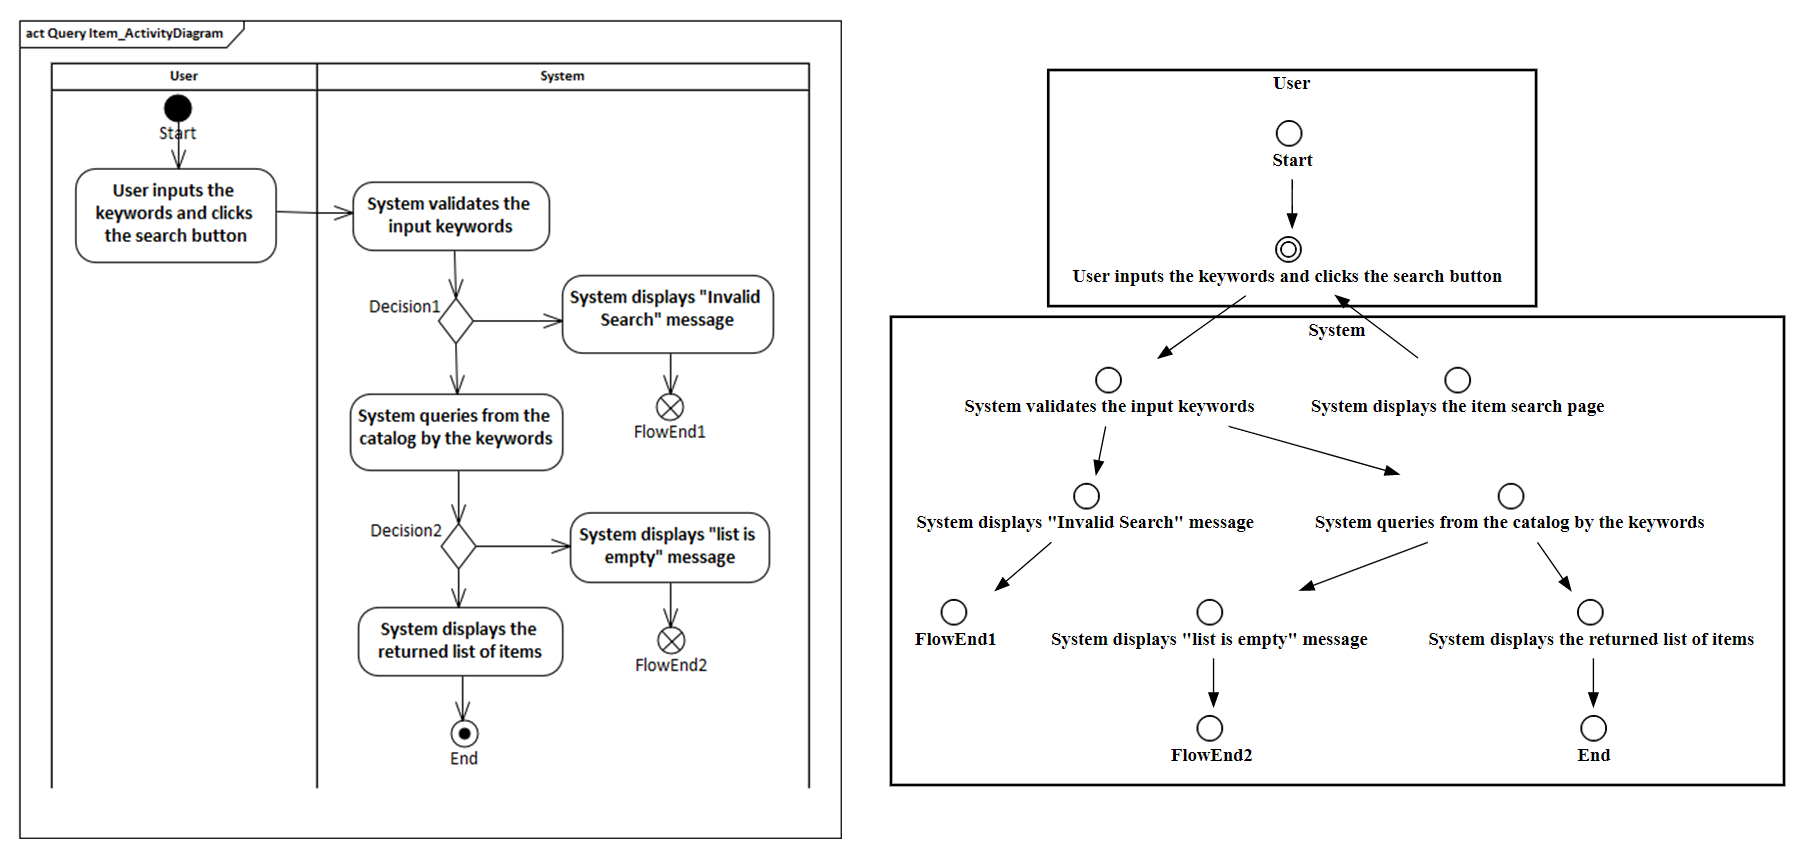 act Query Item_ActivityDiagram
User
System
Start
User inputs the
keywords and clicks
the search button
System validates the
input keywords
Decision1
System displays "Invalid
Search" message
FlowEnd1
System queries from the
catalog by the keywords
Decision2
System displays "list is
empty" message
FlowEnd2
System displays the
returned list of items
End
User
Start
User inputs the keywords and clicks the search button
System
System validates the input keywords
System displays the item search page
System displays "Invalid Search" message
System queries from the catalog by the keywords
FlowEnd1
System displays "list is empty" message
System displays the returned list of items
FlowEnd2
End